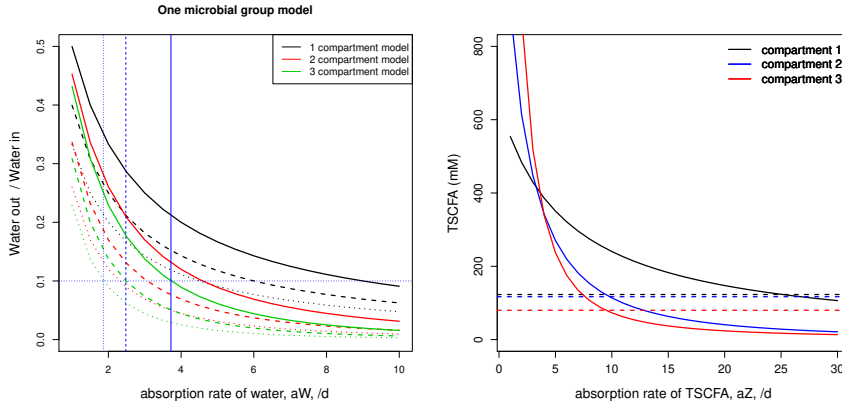 One microbial group model
Water out / Water in
0.5
0.4
0.3
0.2
0.1
0.0
1 compartment model
2 compartment model
3 compartment model
2
4
6
8
10
absorption rate of water, aW, /d
TSCFA (mM)
800
600
400
200
0
compartment 1
compartment 2
compartment 3
0
5
10
15
20
25
30
absorption rate of TSCFA, aZ, /d